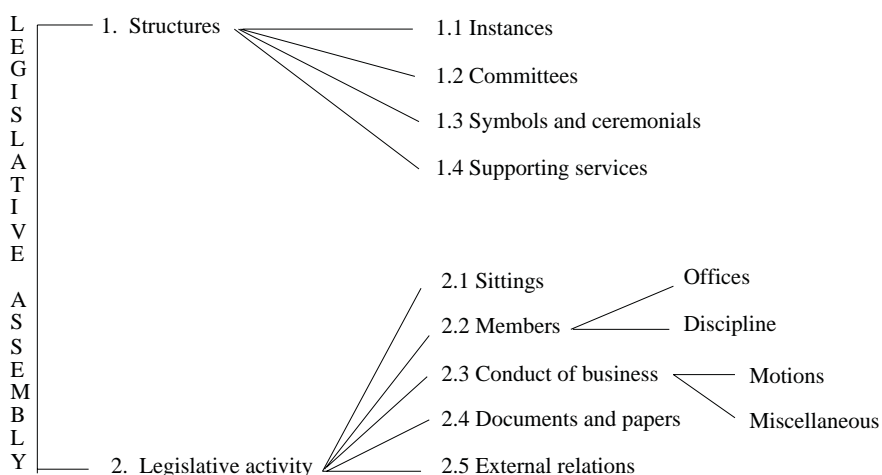 LEGISLATIVE ASSEMBLY
1. Structures
1.1 Instances
1.2 Committees
1.3 Symbols and ceremonials
1.4 Supporting services
2. Legislative activity
2.1 Sittings
2.2 Members
Offices
Discipline
2.3 Conduct of business
Motions
Miscellaneous
2.4 Documents and papers
2.5 External relations